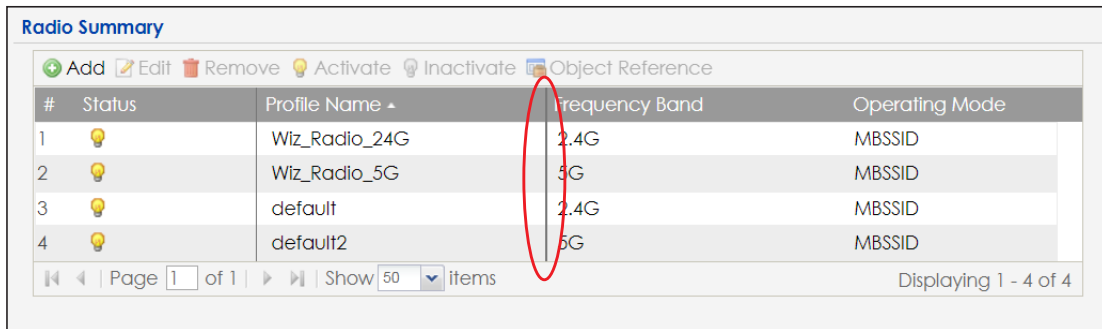 Radio Summary
Add Edit Remove Activate Inactivate Object Reference
# Status Profile Name Frequency Band Operating Mode
1 Wiz_Radio_24G 2.4G MBSSID
2 Wiz_Radio_5G 5G MBSSID
3 default 2.4G MBSSID
4 default2 5G MBSSID
Page 1 of 1 Show 50 items Displaying 1 - 4 of 4